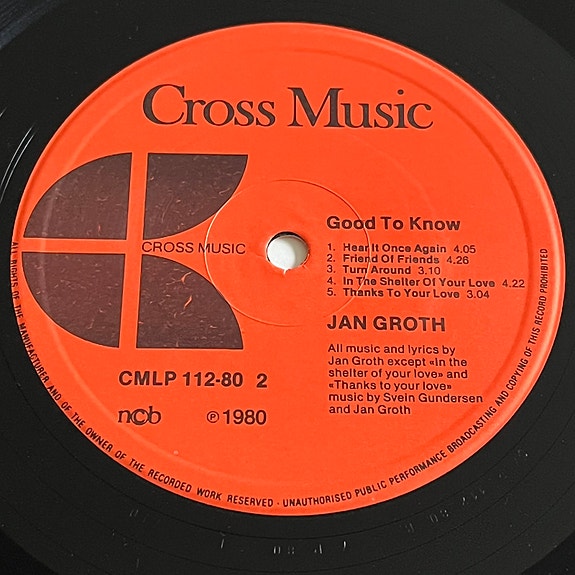 Cross Music
CROSS MUSIC
Good To Know
1. Hear It Once Again 4.05
2. Friend Of Friends 4.26
3. Turn Around 3.10
4. In The Shelter Of Your Love 4.22
5. Thanks To Your Love 3.04
JAN GROTH
All music and lyrics by
Jan Groth except «In the
shelter of your love» and
«Thanks to your love»
music by Svein Gundersen
and Jan Groth
CMLP 112-80 2
ncb
℗ 1980
ALL RIGHTS OF THE MANUFACTURER AND OF THE OWNER OF THE RECORDED WORK RESERVED · UNAUTHORISED PUBLIC PERFORMANCE BROADCASTING AND COPYING OF THIS RECORD PROHIBITED